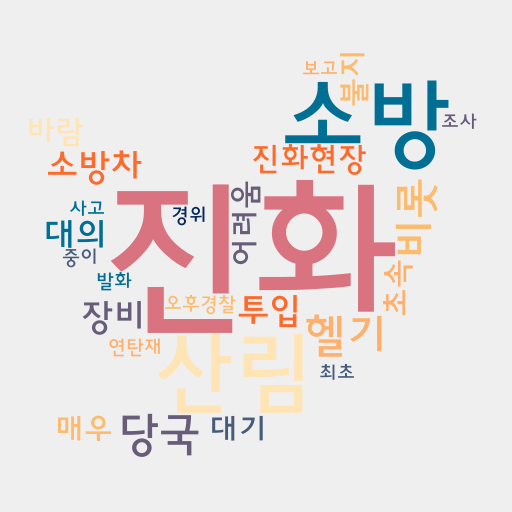 보고
불지
소방
조사
바람
진화현장
소방차
어려움
비롯
진화
사고
경위
대의
중이
초속
발화
오후경찰
투입
장비
헬기
연탄재
산림
최초
매우
당국
대기